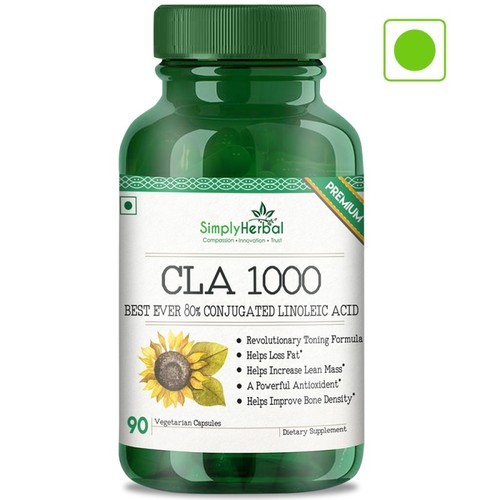 PREMIUM
SimplyHerbal
Compassion • Innovation • Trust
CLA 1000
BEST EVER 80% CONJUGATED LINOLEIC ACID
• Revolutionary Toning Formula
• Helps Loss Fat*
• Helps Increase Lean Mass*
• A Powerful Antioxident*
• Helps Improve Bone Density*
90 Vegetarian Capsules
Dietary Supplement